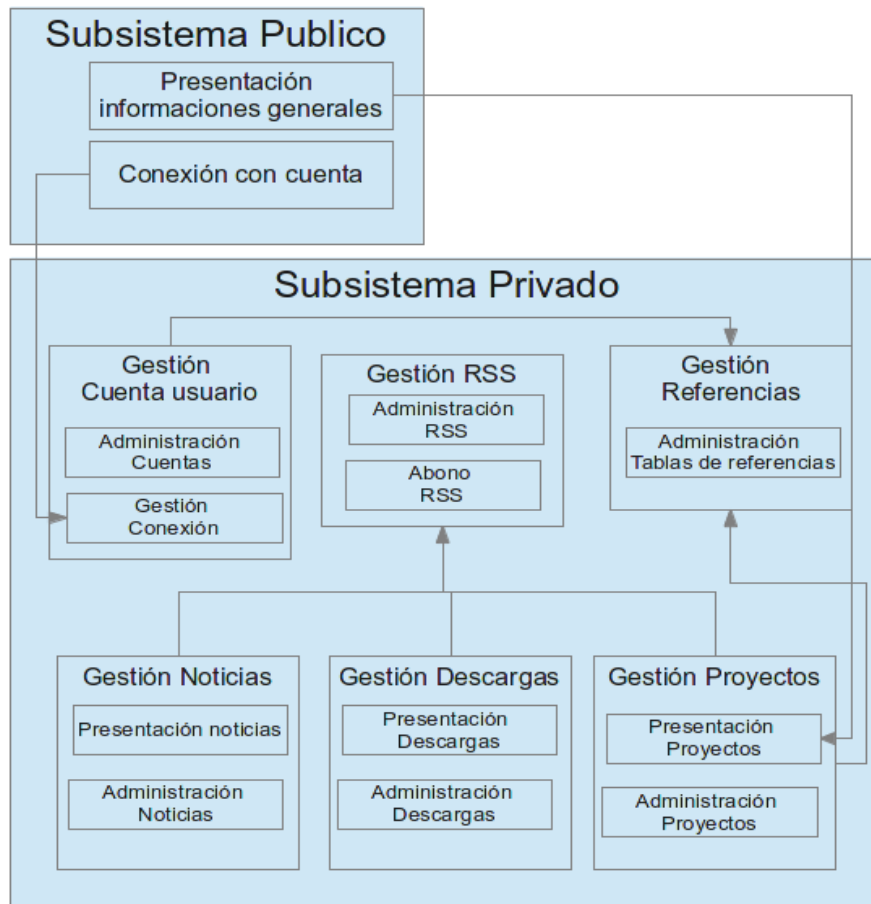 Subsistema Publico
Presentación
informaciones generales
Conexión con cuenta
Subsistema Privado
Gestión
Cuenta usuario
Administración
Cuentas
Gestión
Conexión
Gestión RSS
Administración
RSS
Abono
RSS
Gestión
Referencias
Administración
Tablas de referencias
Gestión Noticias
Presentación noticias
Administración
Noticias
Gestión Descargas
Presentación
Descargas
Administración
Descargas
Gestión Proyectos
Presentación
Proyectos
Administración
Proyectos